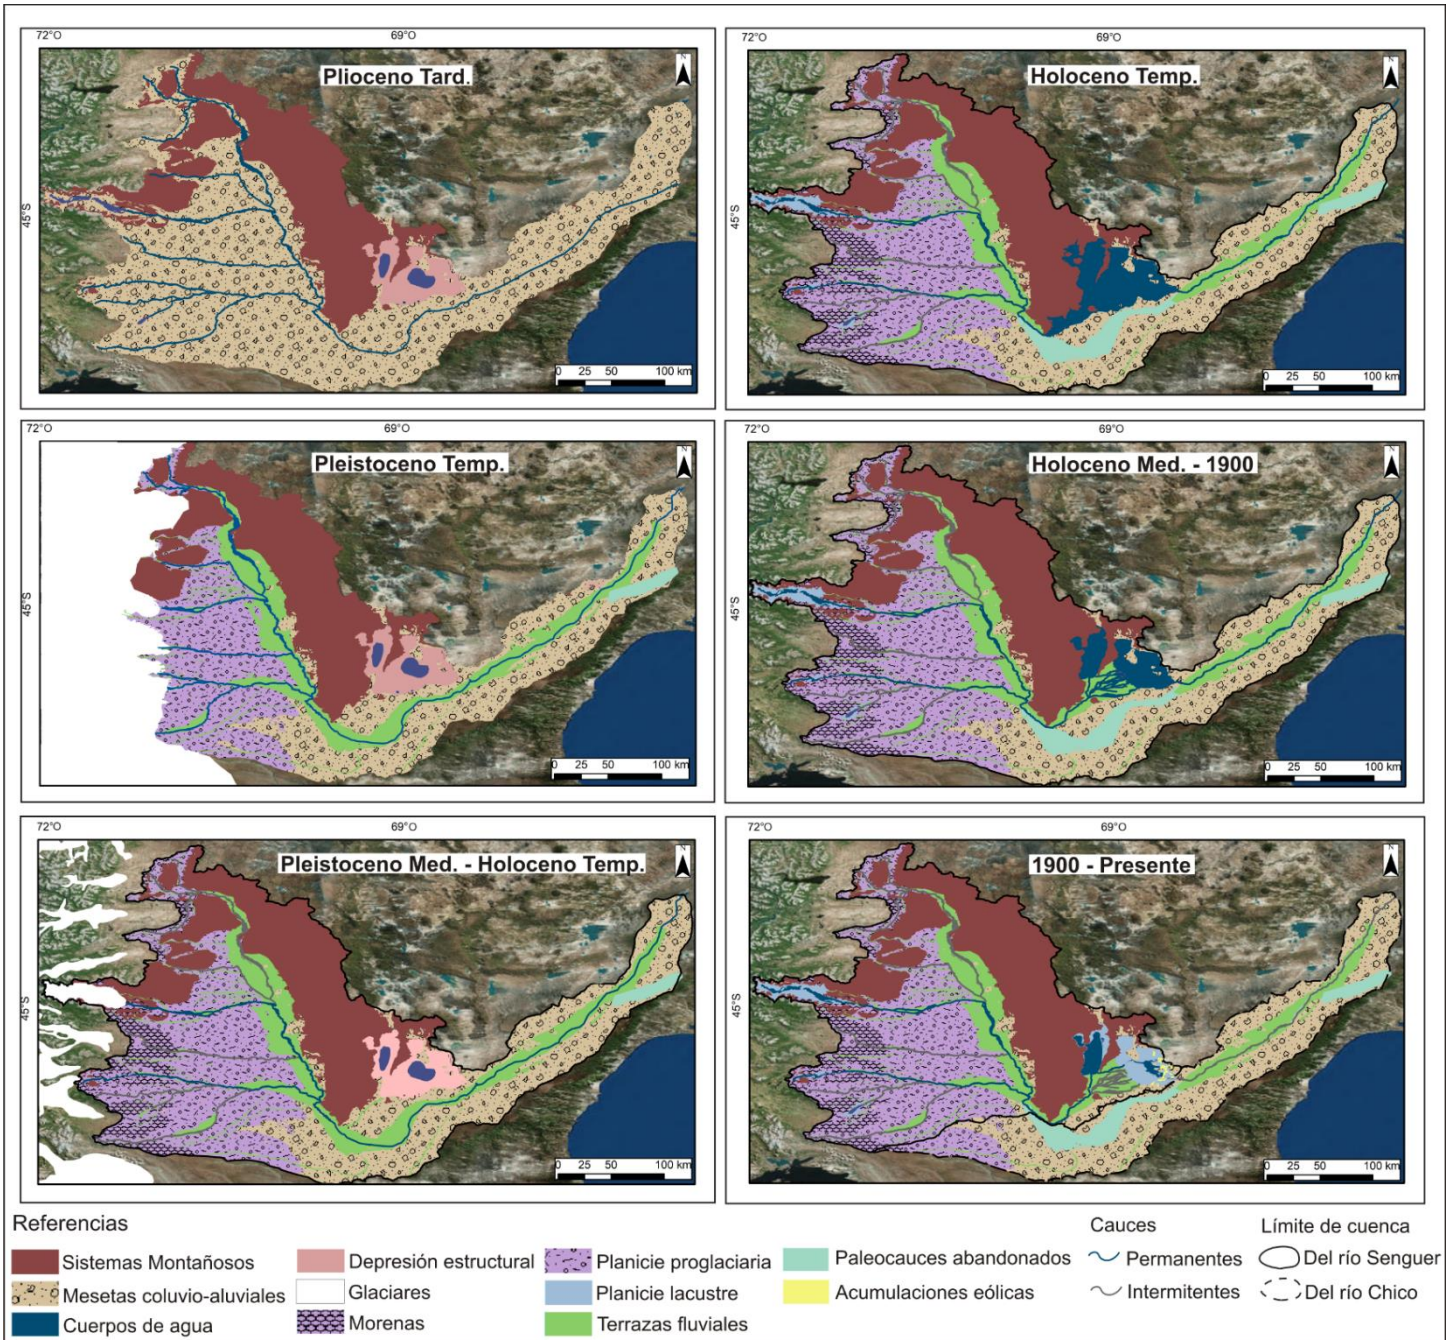 72°O 69°O
Plioceno Tard.
N
45°S
0 25 50 100 km
72°O 69°O
Holoceno Temp.
N
45°S
0 25 50 100 km
72°O 69°O
Pleistoceno Temp.
N
45°S
0 25 50 100 km
72°O 69°O
Holoceno Med. - 1900
N
45°S
0 25 50 100 km
72°O 69°O
Pleistoceno Med. - Holoceno Temp.
N
45°S
0 25 50 100 km
72°O 69°O
1900 - Presente
N
45°S
0 25 50 100 km
Referencias
Sistemas Montañosos
Mesetas coluvio-aluviales
Cuerpos de agua
Depresión estructural
Glaciares
Morenas
Planicie proglaciaria
Planicie lacustre
Terrazas fluviales
Paleocauces abandonados
Acumulaciones eólicas
Cauces
Permanentes
Intermitentes
Límite de cuenca
Del río Senguer
Del río Chico